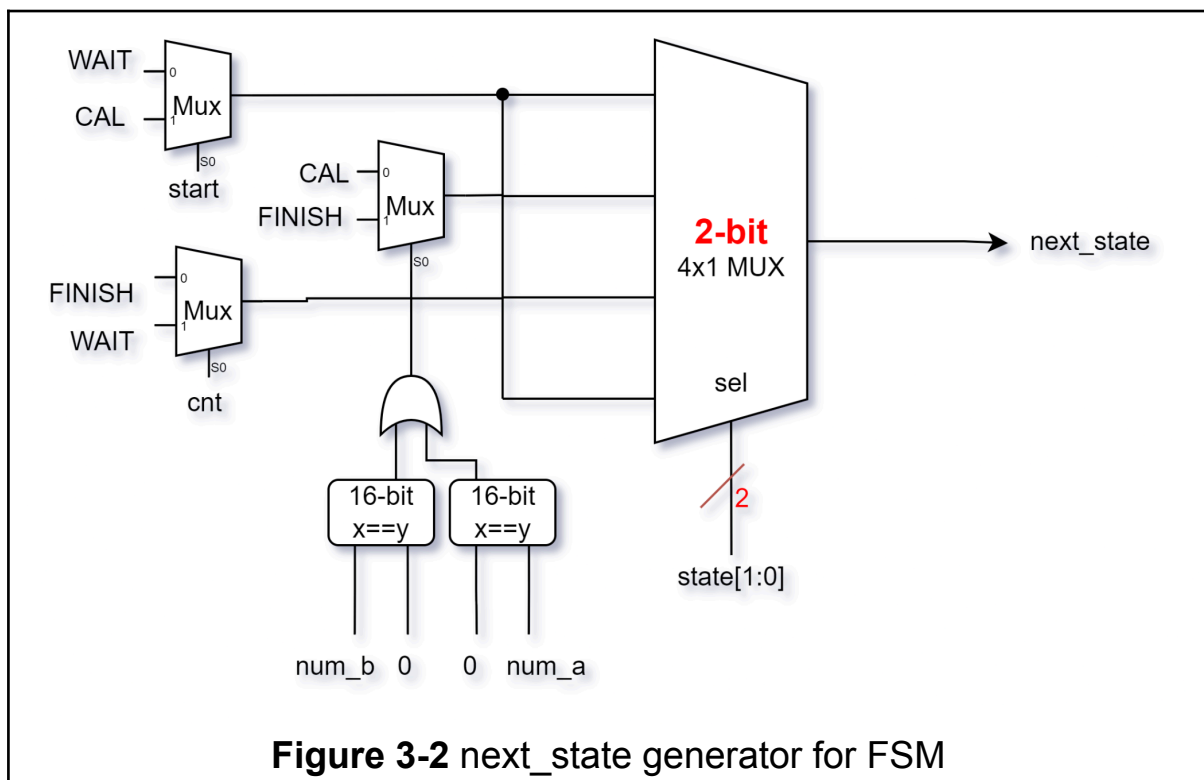 WAIT
0
Mux
CAL
1
S0
start
CAL
0
Mux
FINISH
1
S0
2-bit
4x1 MUX
next_state
FINISH
0
Mux
WAIT
1
S0
cnt
sel
16-bit
x==y
16-bit
x==y
2
state[1:0]
num_b 0 0 num_a
Figure 3-2 next_state generator for FSM